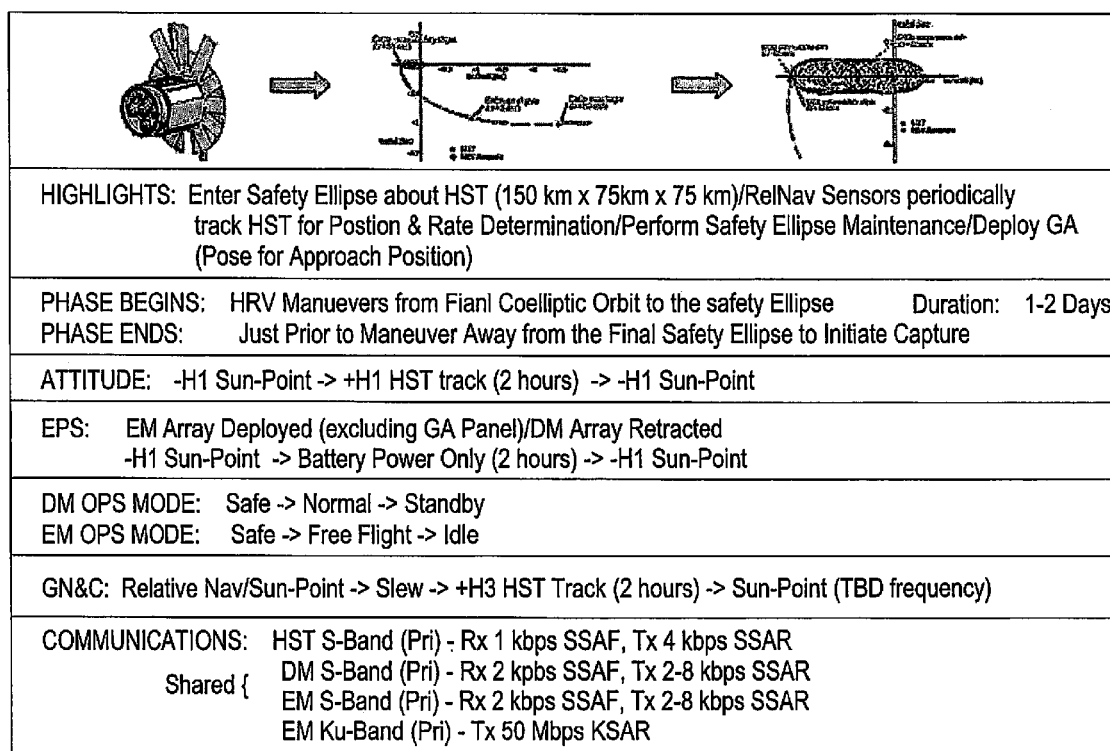 HIGHLIGHTS: Enter Safety Ellipse about HST (150 km x 75km x 75 km)/RelNav Sensors periodically
track HST for Postion & Rate Determination/Perform Safety Ellipse Maintenance/Deploy GA
(Pose for Approach Position)
PHASE BEGINS: HRV Manuevers from Fianl Coelliptic Orbit to the safety Ellipse Duration: 1-2 Days
PHASE ENDS: Just Prior to Maneuver Away from the Final Safety Ellipse to Initiate Capture
ATTITUDE: -H1 Sun-Point -> +H1 HST track (2 hours) -> -H1 Sun-Point
EPS: EM Array Deployed (excluding GA Panel)/DM Array Retracted
-H1 Sun-Point -> Battery Power Only (2 hours) -> -H1 Sun-Point
DM OPS MODE: Safe -> Normal -> Standby
EM OPS MODE: Safe -> Free Flight -> Idle
GN&C: Relative Nav/Sun-Point -> Slew -> +H3 HST Track (2 hours) -> Sun-Point (TBD frequency)
COMMUNICATIONS: HST S-Band (Pri) - Rx 1 kbps SSAF, Tx 4 kbps SSAR
Shared { DM S-Band (Pri) - Rx 2 kpbs SSAF, Tx 2-8 kbps SSAR
EM S-Band (Pri) - Rx 2 kbps SSAF, Tx 2-8 kbps SSAR
EM Ku-Band (Pri) - Tx 50 Mbps KSAR